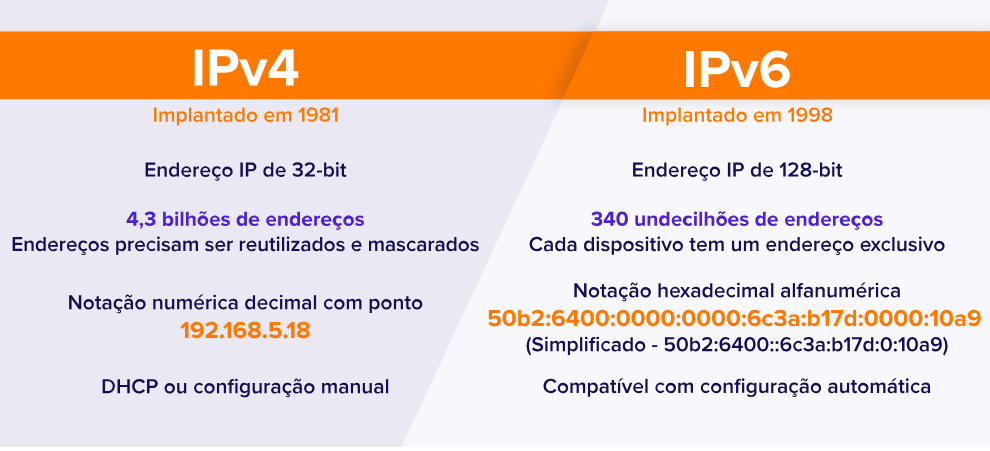 IPv4
Implantado em 1981
Endereço IP de 32-bit
4,3 bilhões de endereços
Endereços precisam ser reutilizados e mascarados
Notação numérica decimal com ponto
192.168.5.18
DHCP ou configuração manual
IPv6
Implantado em 1998
Endereço IP de 128-bit
340 undecilhões de endereços
Cada dispositivo tem um endereço exclusivo
Notação hexadecimal alfanumérica
50b2:6400:0000:0000:6c3a:b17d:0000:10a9
(Simplificado - 50b2:6400::6c3a:b17d:0:10a9)
Compatível com configuração automática